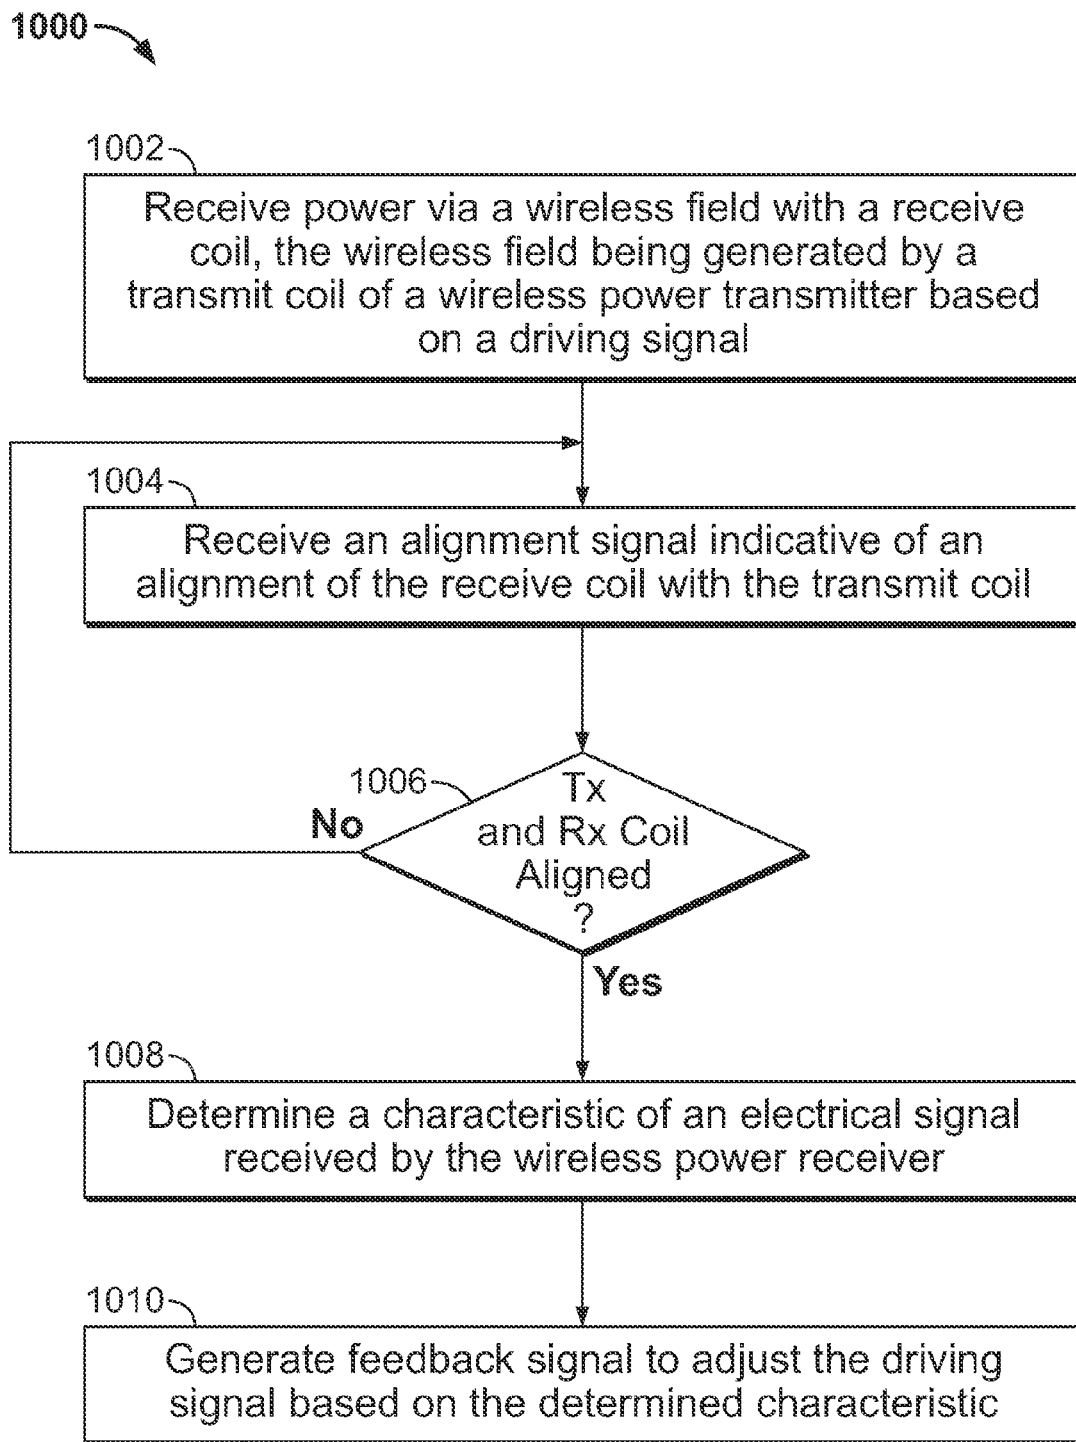 1000
1002
Receive power via a wireless field with a receive
coil, the wireless field being generated by a
transmit coil of a wireless power transmitter based
on a driving signal
1004
Receive an alignment signal indicative of an
alignment of the receive coil with the transmit coil
1006
Tx
and Rx Coil
Aligned
?
No
Yes
1008
Determine a characteristic of an electrical signal
received by the wireless power receiver
1010
Generate feedback signal to adjust the driving
signal based on the determined characteristic